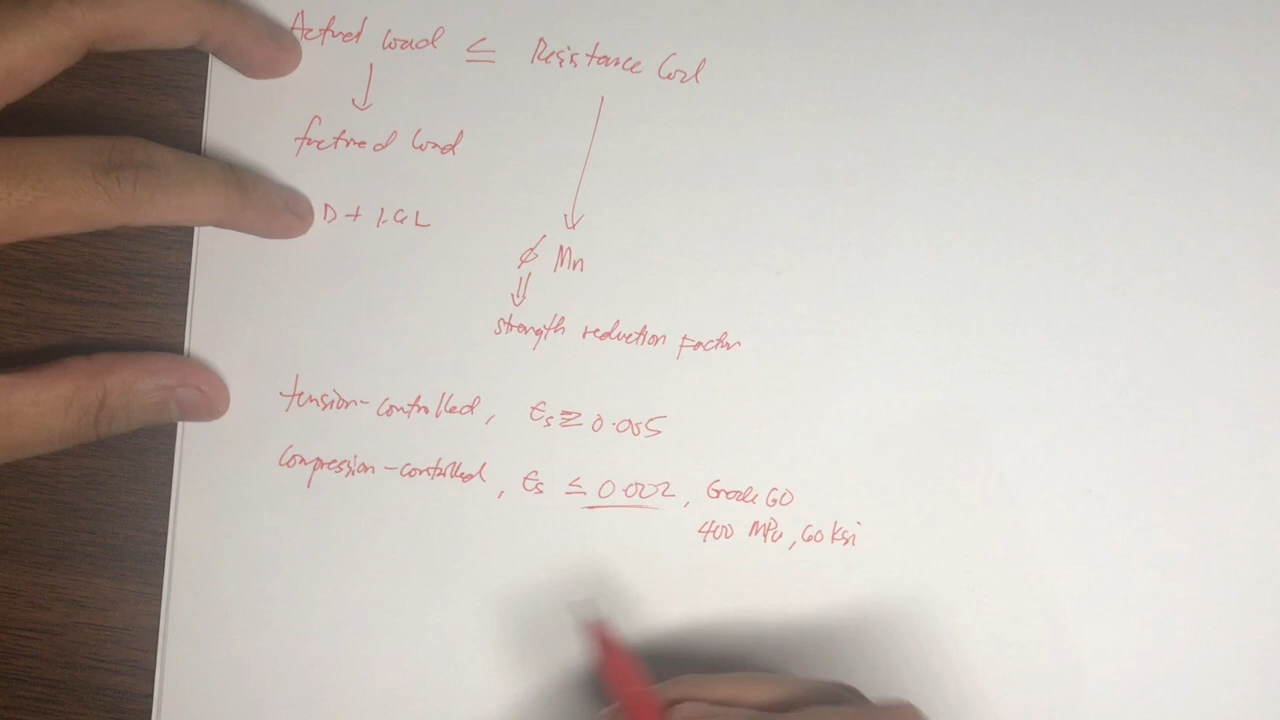 Actual load ≤ Resistance Load
↓ ↓
factored load
D + 1.6L
φ Mn
⇓
strength reduction Factor
tension-controlled, εs ≥ 0.005
Compression-controlled, εs ≤ 0.002, Grade 60
400 MPa, 60 ksi